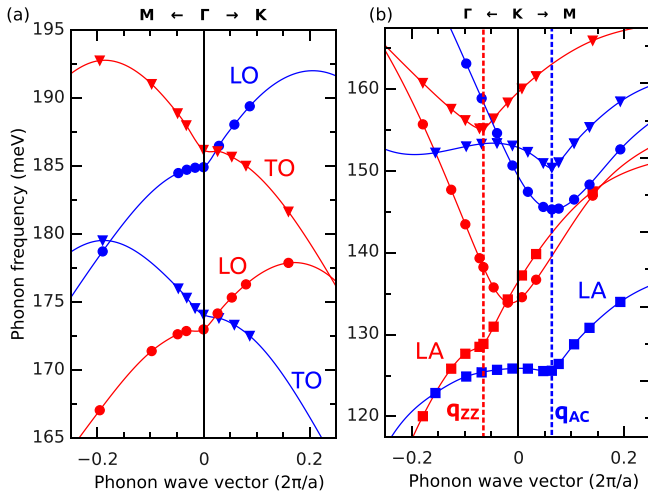 (a) M ← Γ → K
(b) Γ ← K → M
195
190
185
180
175
170
165
Phonon frequency (meV)
LO
TO
LO
TO
−0.2 0 0.2
Phonon wave vector (2π/a)
160
150
140
130
120
LA
LA
qZZ
qAC
−0.2 0 0.2
Phonon wave vector (2π/a)